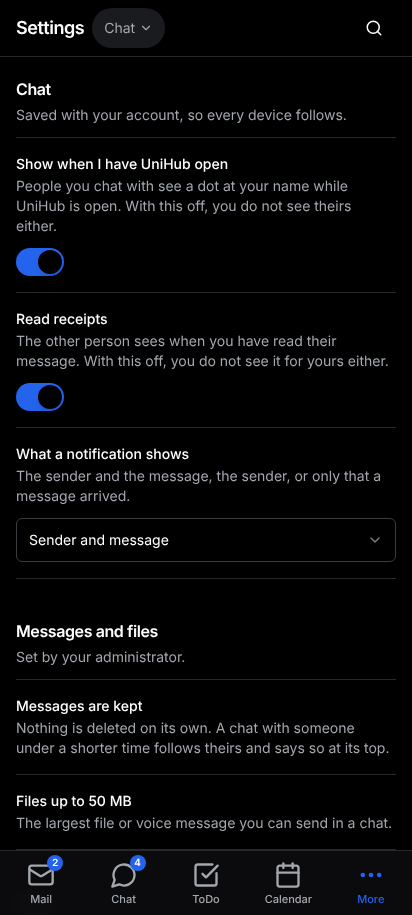 Settings
Chat
Chat
Saved with your account, so every device follows.
Show when I have UniHub open
People you chat with see a dot at your name while
UniHub is open. With this off, you do not see theirs
either.
Read receipts
The other person sees when you have read their
message. With this off, you do not see it for yours either.
What a notification shows
The sender and the message, the sender, or only that a
message arrived.
Sender and message
Messages and files
Set by your administrator.
Messages are kept
Nothing is deleted on its own. A chat with someone
under a shorter time follows theirs and says so at its top.
Files up to 50 MB
The largest file or voice message you can send in a chat.
2
4
Mail
Chat
ToDo
Calendar
More